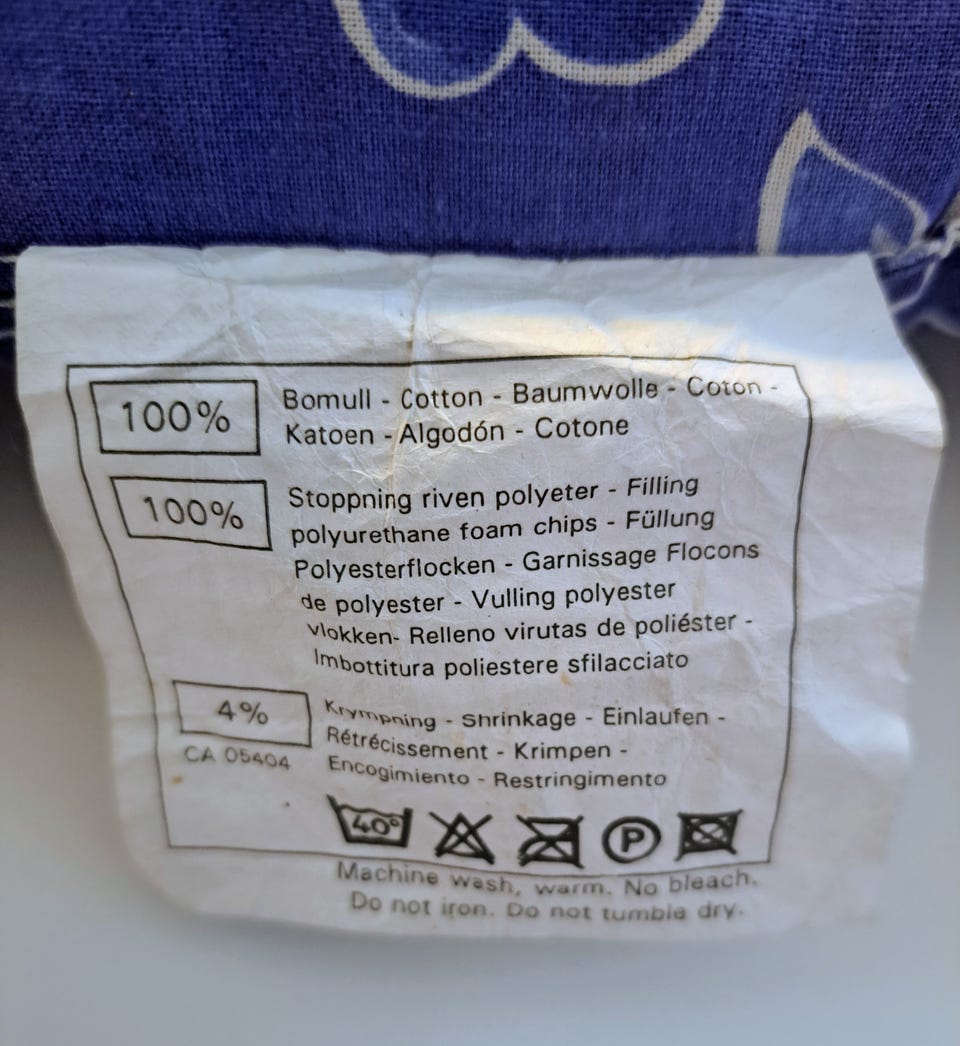 100%
Bomull - Cotton - Baumwolle - Coton -
Katoen - Algodón - Cotone
100%
Stoppning riven polyeter - Filling
polyurethane foam chips - Füllung
Polyesterflocken - Garnissage Flocons
de polyester - Vulling polyester
vlokken- Relleno virutas de poliéster -
Imbottitura poliestere sfilacciato
4%
CA 05404
Krympning - Shrinkage - Einlaufen -
Rétrécissement - Krimpen -
Encogimiento - Restringimento
40°
P
Machine wash, warm. No bleach.
Do not iron. Do not tumble dry.